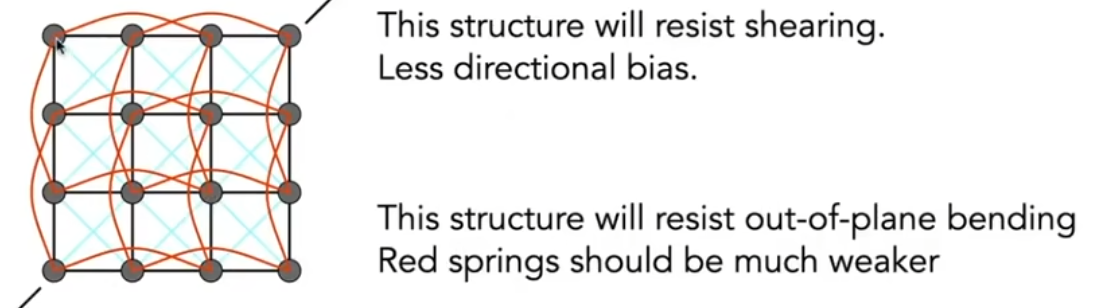 This structure will resist shearing.
Less directional bias.
This structure will resist out-of-plane bending
Red springs should be much weaker